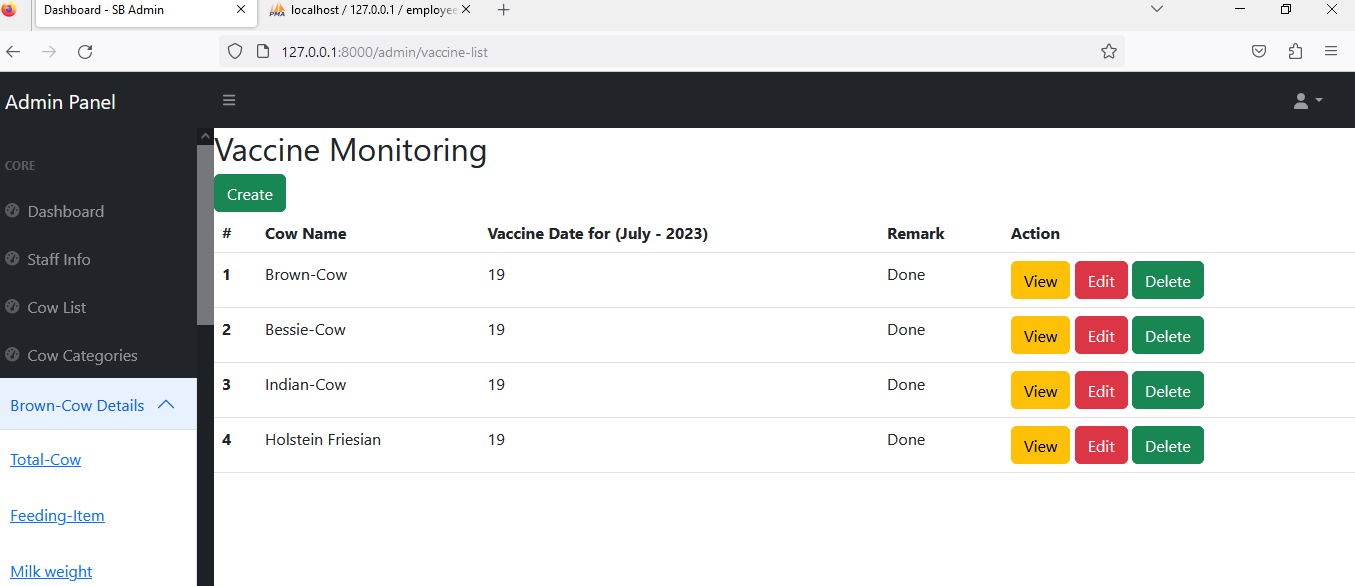 Dashboard - SB Admin
localhost / 127.0.0.1 / employee
127.0.0.1:8000/admin/vaccine-list
Admin Panel
CORE
Dashboard
Staff Info
Cow List
Cow Categories
Brown-Cow Details
Total-Cow
Feeding-Item
Milk weight
Vaccine Monitoring
Create
# Cow Name Vaccine Date for (July - 2023) Remark Action
1 Brown-Cow 19 Done View Edit Delete
2 Bessie-Cow 19 Done View Edit Delete
3 Indian-Cow 19 Done View Edit Delete
4 Holstein Friesian 19 Done View Edit Delete